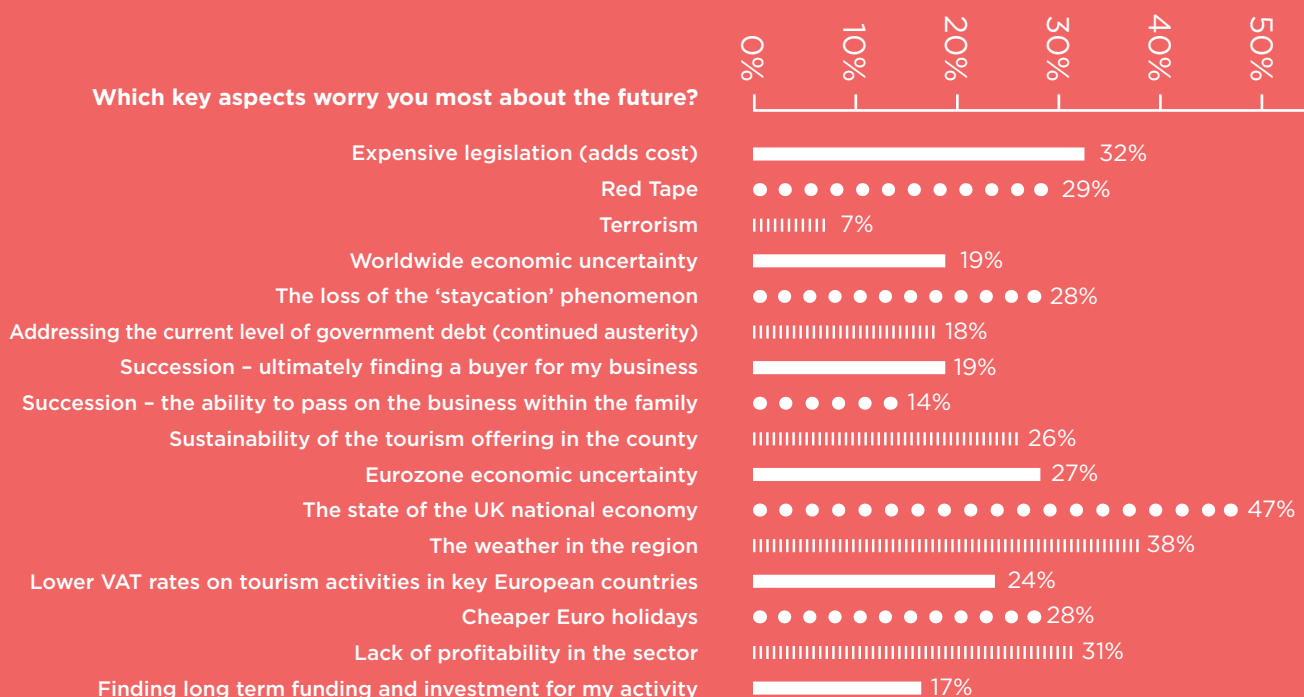 0% 10% 20% 30% 40% 50%
Which key aspects worry you most about the future?
Expensive legislation (adds cost) 32%
Red Tape 29%
Terrorism 7%
Worldwide economic uncertainty 19%
The loss of the ‘staycation’ phenomenon 28%
Addressing the current level of government debt (continued austerity) 18%
Succession – ultimately finding a buyer for my business 19%
Succession – the ability to pass on the business within the family 14%
Sustainability of the tourism offering in the county 26%
Eurozone economic uncertainty 27%
The state of the UK national economy 47%
The weather in the region 38%
Lower VAT rates on tourism activities in key European countries 24%
Cheaper Euro holidays 28%
Lack of profitability in the sector 31%
Finding long term funding and investment for my activity 17%